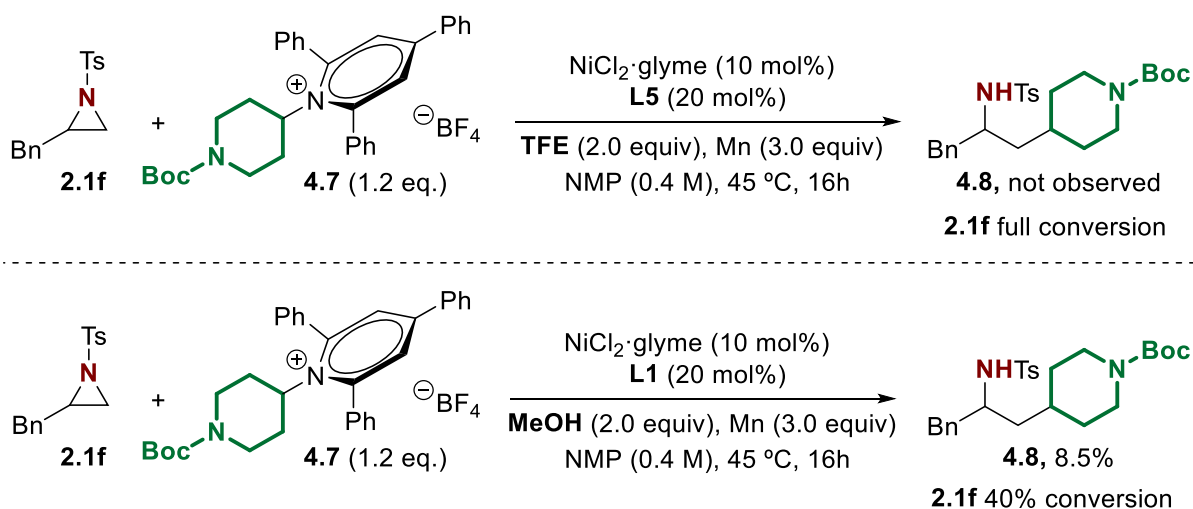 Ts
N
Bn
2.1f
+
Ph
Ph
⊕
N
Ph
⊖BF4
N
Boc
4.7 (1.2 eq.)
NiCl2·glyme (10 mol%)
L5 (20 mol%)
TFE (2.0 equiv), Mn (3.0 equiv)
NMP (0.4 M), 45 ºC, 16h
NHTs
N
Boc
Bn
4.8, not observed
2.1f full conversion
Ts
N
Bn
2.1f
+
Ph
Ph
⊕
N
Ph
⊖BF4
N
Boc
4.7 (1.2 eq.)
NiCl2·glyme (10 mol%)
L1 (20 mol%)
MeOH (2.0 equiv), Mn (3.0 equiv)
NMP (0.4 M), 45 ºC, 16h
NHTs
N
Boc
Bn
4.8, 8.5%
2.1f 40% conversion